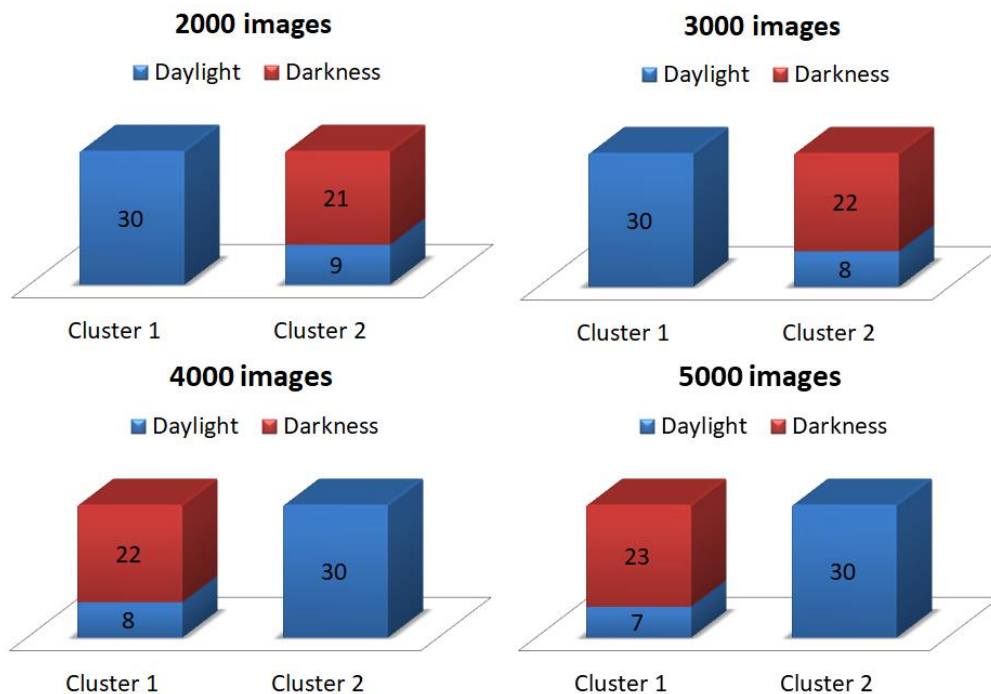 2000 images
Daylight Darkness
30
21
9
Cluster 1 Cluster 2
3000 images
Daylight Darkness
30
22
8
Cluster 1 Cluster 2
4000 images
Daylight Darkness
22
8
30
Cluster 1 Cluster 2
5000 images
Daylight Darkness
23
7
30
Cluster 1 Cluster 2